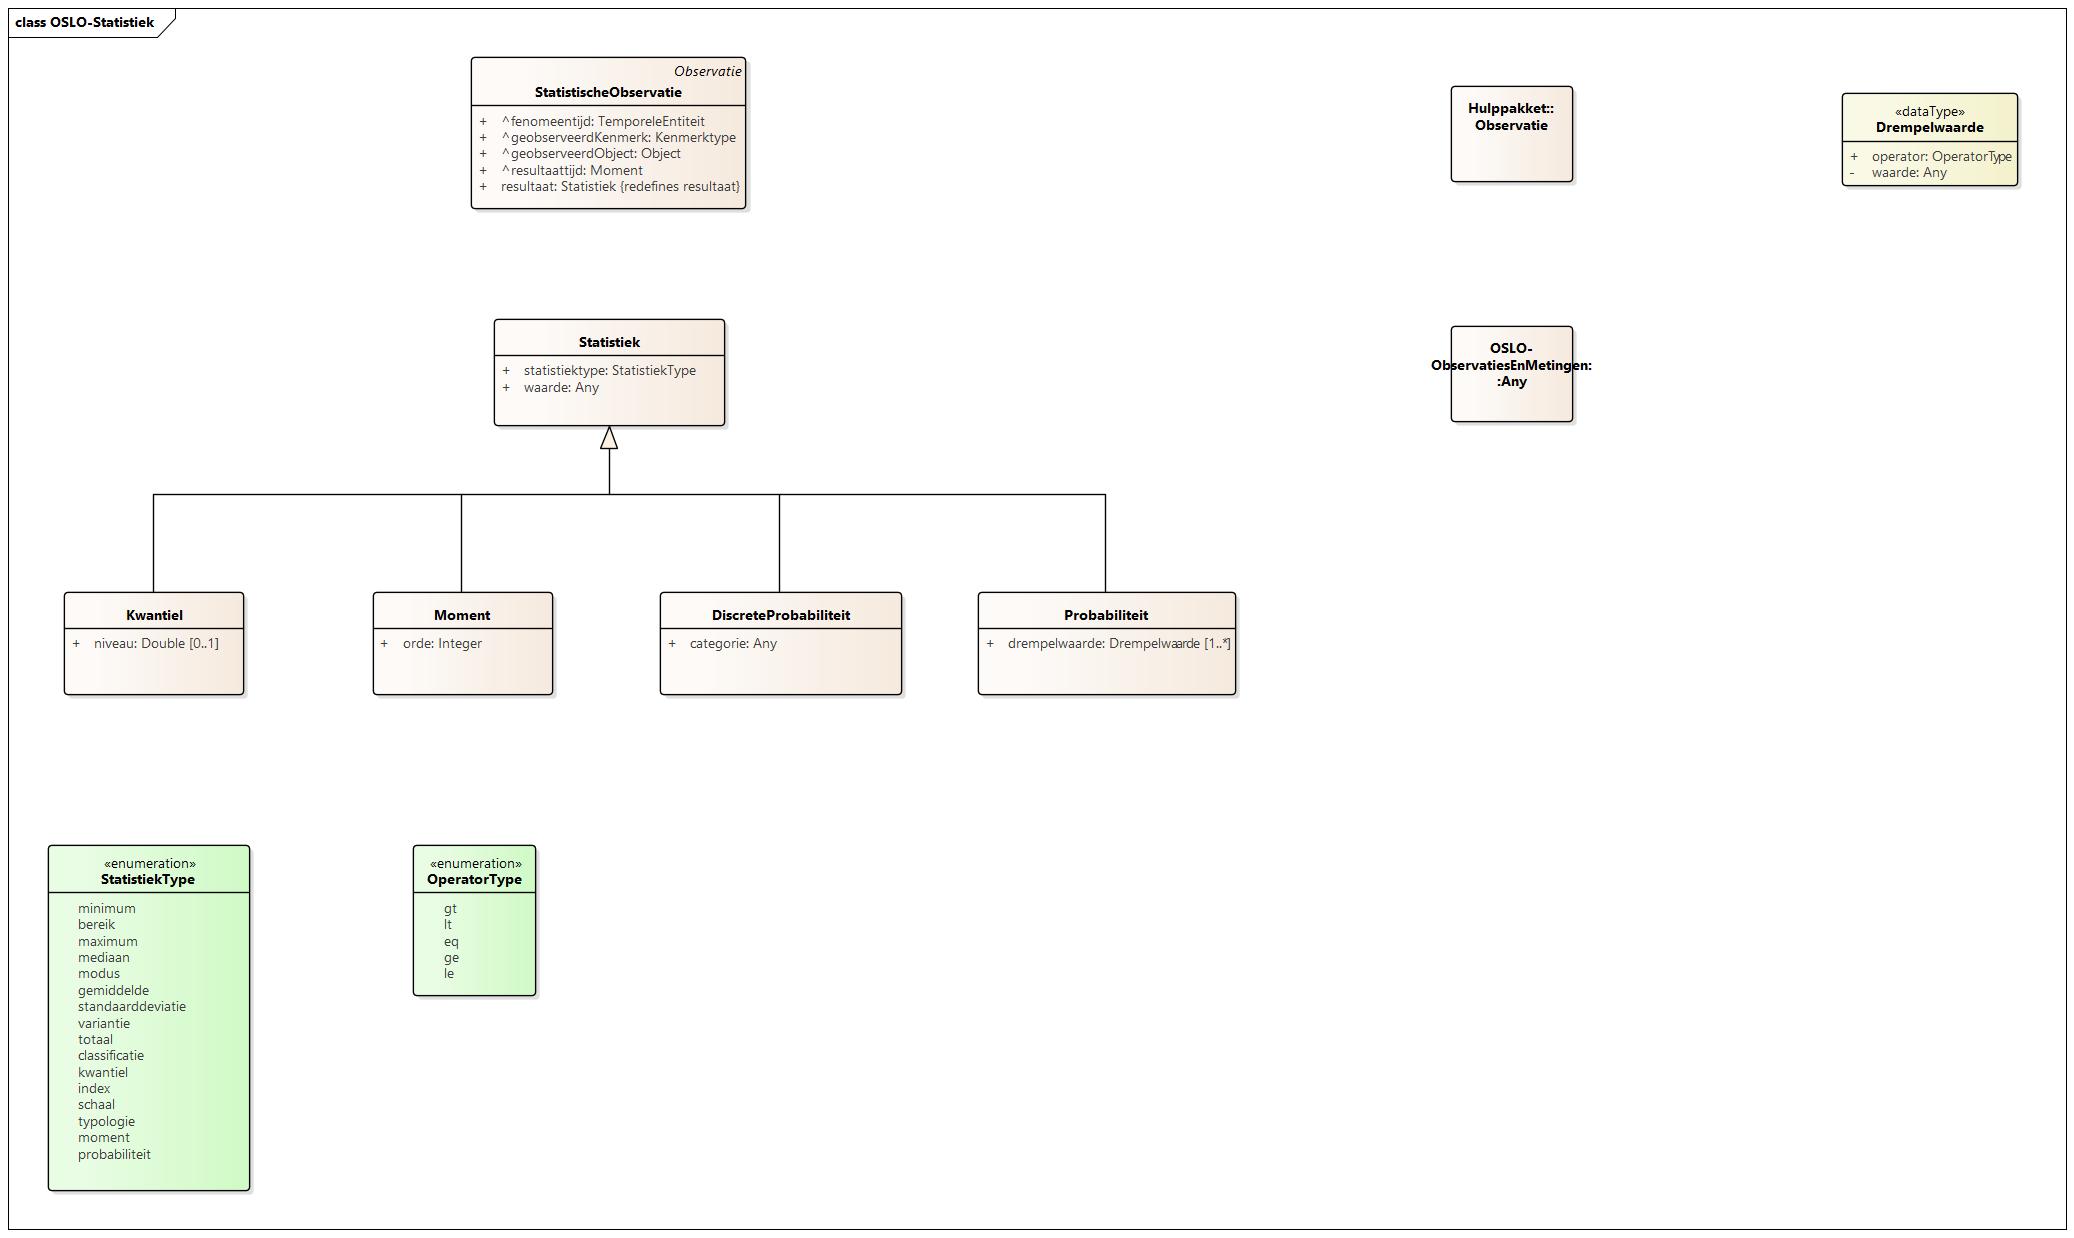 class OSLO-Statistiek
Observatie
StatistischeObservatie
+ ^fenomeentijd: TemporeleEntiteit
+ ^geobserveerdKenmerk: Kenmerktype
+ ^geobserveerdObject: Object
+ ^resultaattijd: Moment
+ resultaat: Statistiek {redefines resultaat}
Hulppakket::
Observatie
«dataType»
Drempelwaarde
+ operator: OperatorType
- waarde: Any
Statistiek
+ statistiektype: StatistiekType
+ waarde: Any
OSLO-
ObservatiesEnMetingen:
:Any
Kwantiel
+ niveau: Double [0..1]
Moment
+ orde: Integer
DiscreteProbabiliteit
+ categorie: Any
Probabiliteit
+ drempelwaarde: Drempelwaarde [1..*]
«enumeration»
StatistiekType
minimum
bereik
maximum
mediaan
modus
gemiddelde
standaarddeviatie
variantie
totaal
classificatie
kwantiel
index
schaal
typologie
moment
probabiliteit
«enumeration»
OperatorType
gt
lt
eq
ge
le